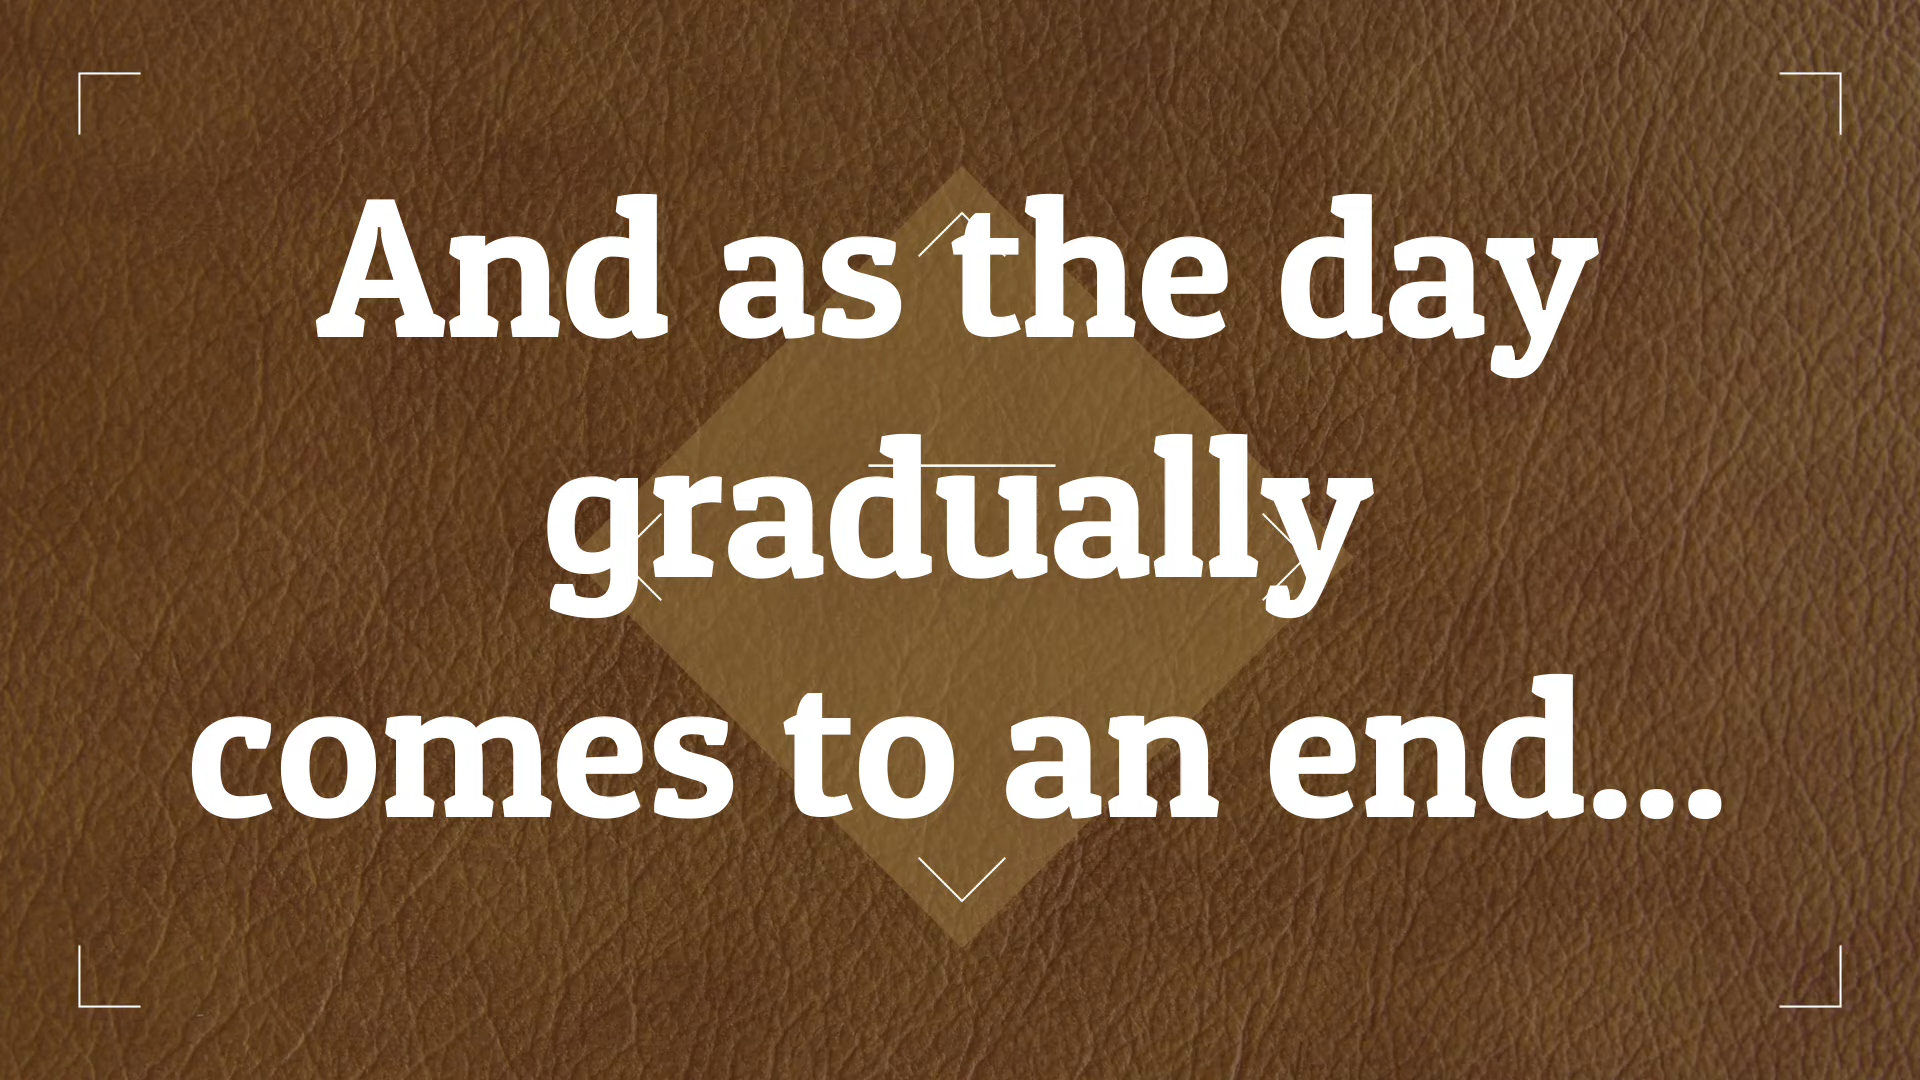 And as the day
gradually
comes to an end...